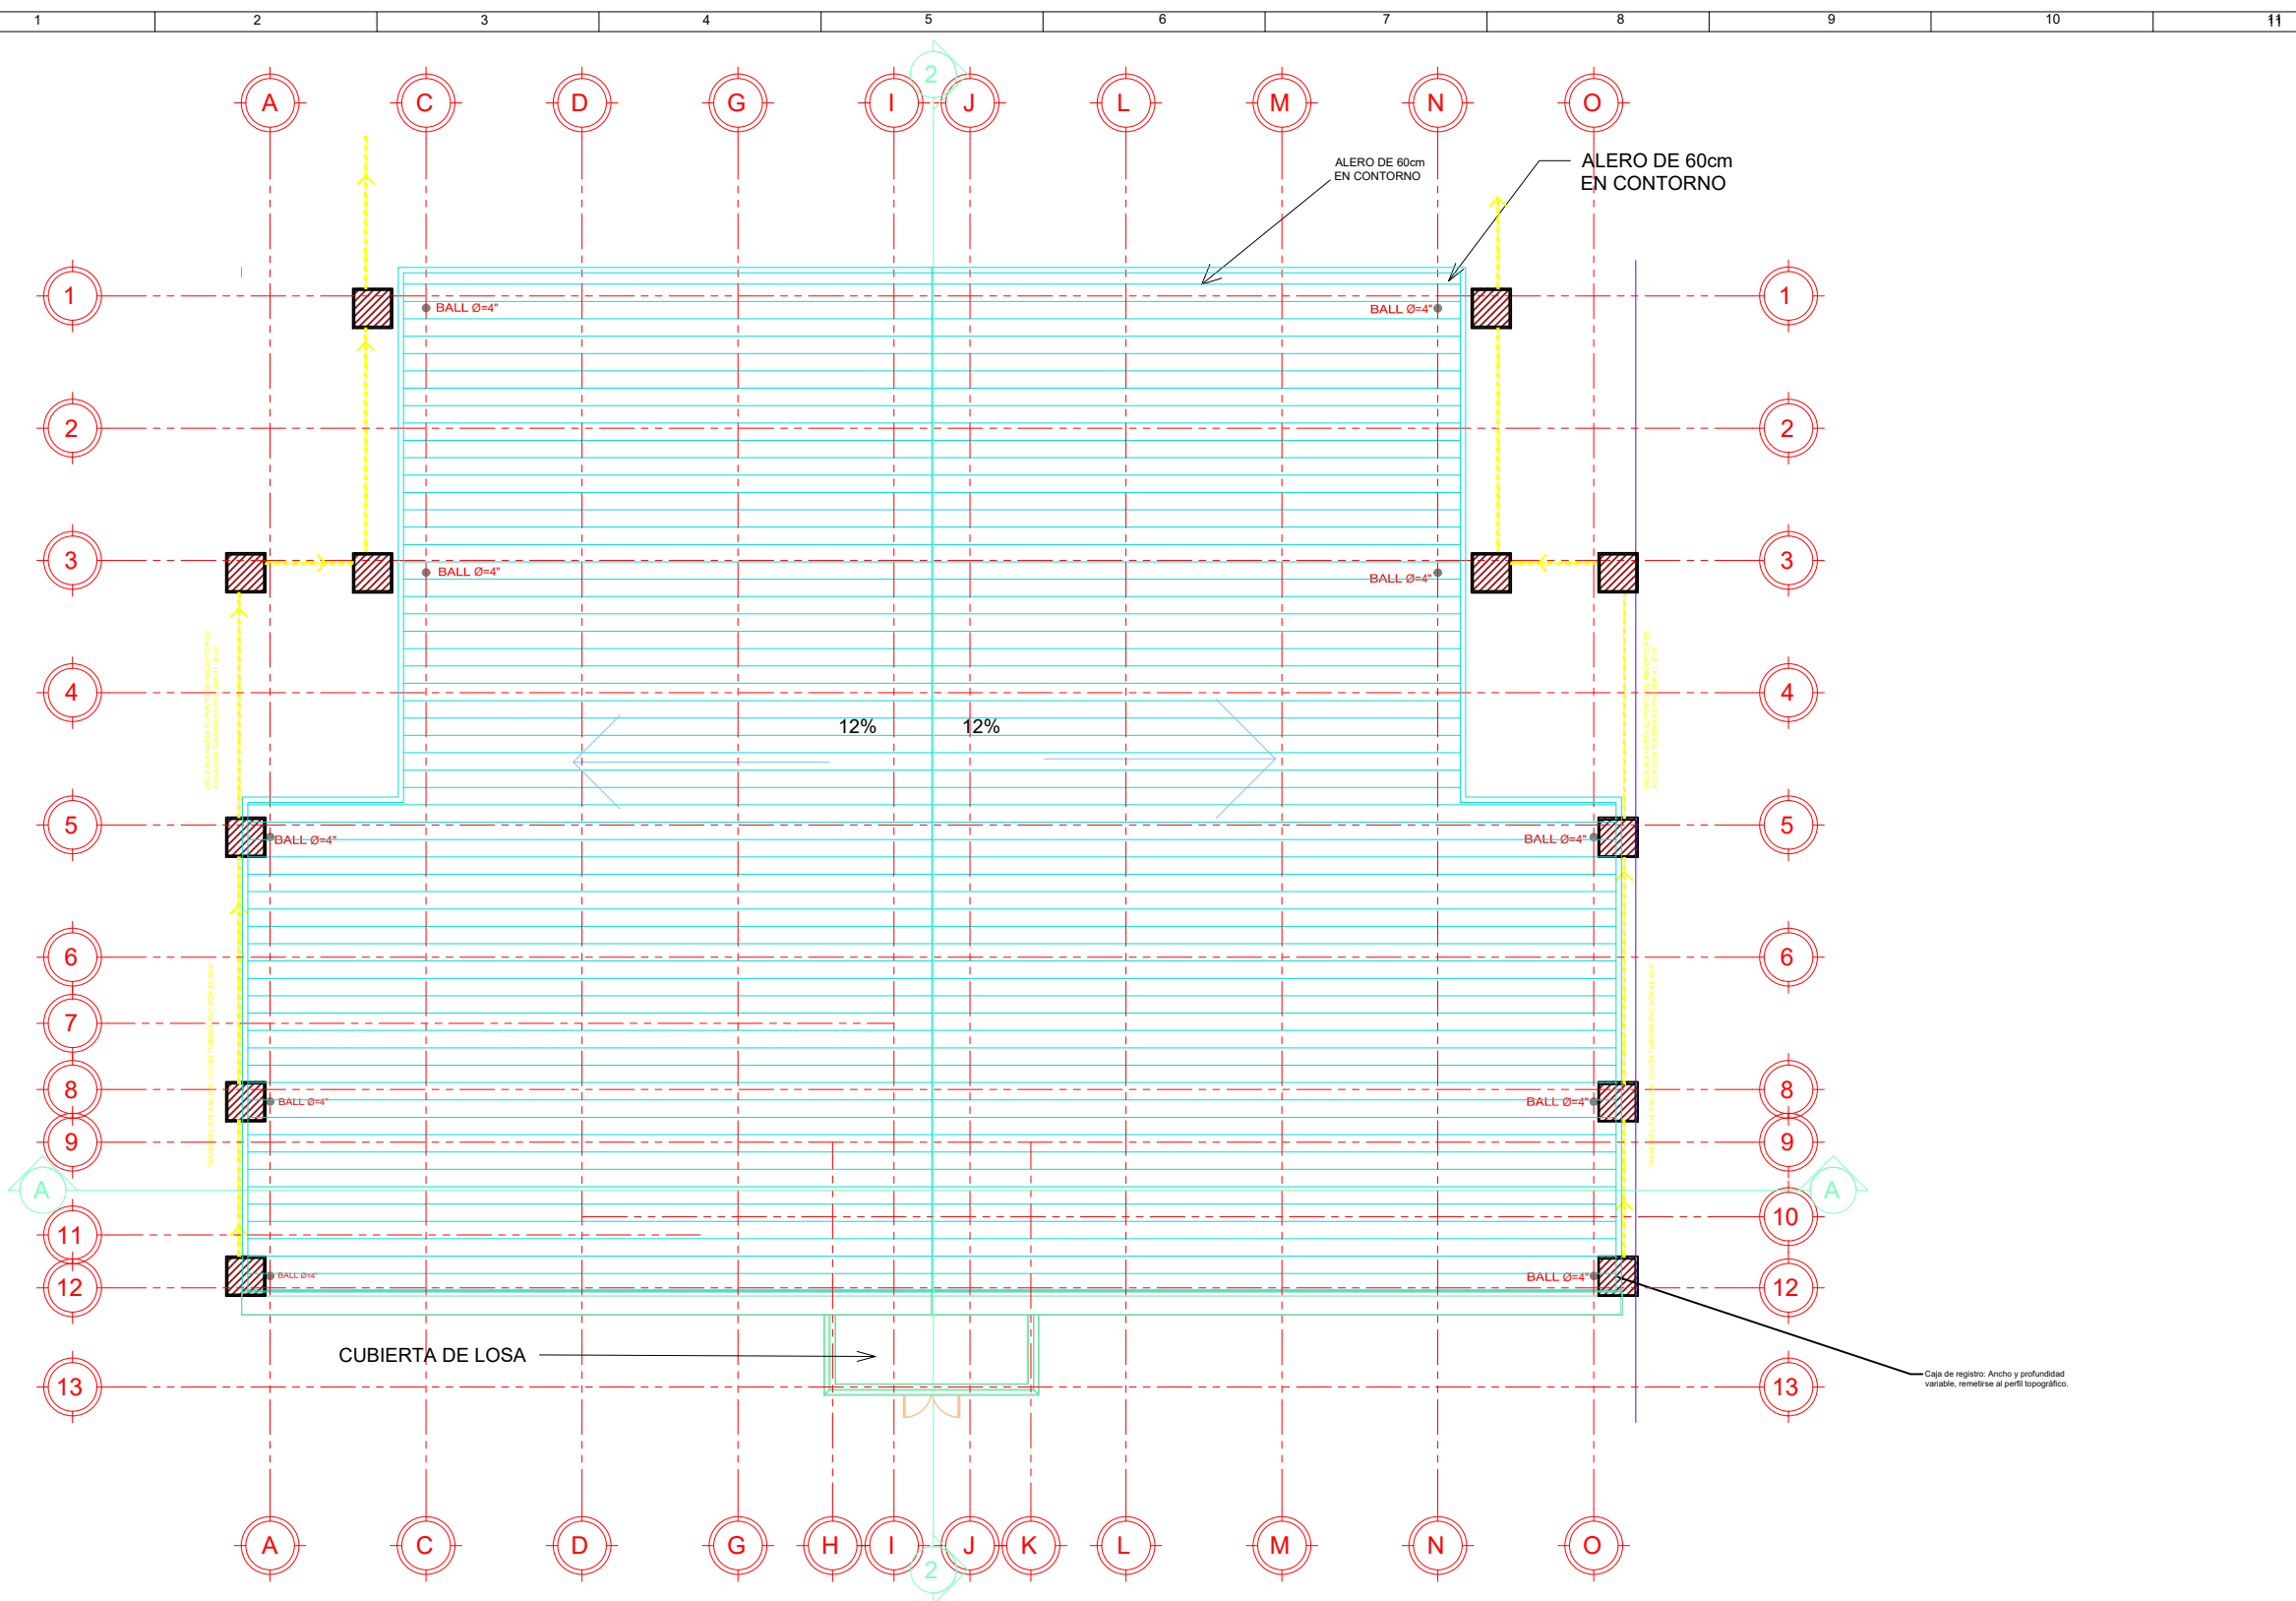 1 2 3 4 5 6 7 8 9 10 11
2
A C D G I J L M N O
ALERO DE 60cm
EN CONTORNO
ALERO DE 60cm
EN CONTORNO
1 1
BALL Ø=4" BALL Ø=4"
2 2
3 3
BALL Ø=4" BALL Ø=4"
4 4
12% 12%
5 5
BALL Ø=4" BALL Ø=4"
6 6
7
8 8
BALL Ø=4" BALL Ø=4"
9 9
A A
10
11
BALL Ø=4" BALL Ø=4"
12 12
CUBIERTA DE LOSA
Caja de registro: Ancho y profundidad
variable, remetirse al perfil topográfico.
13 13
A C D G H I J K L M N O
2